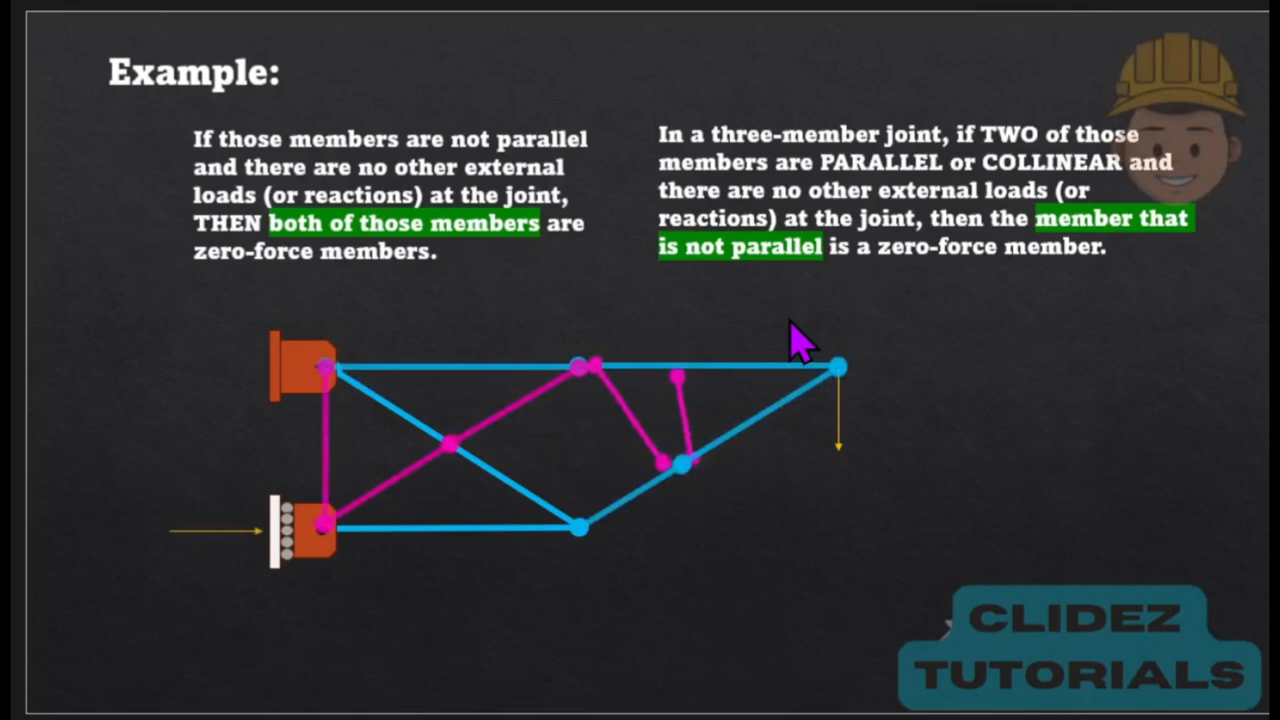 Example:
If those members are not parallel
and there are no other external
loads (or reactions) at the joint,
THEN both of those members are
zero-force members.
In a three-member joint, if TWO of those
members are PARALLEL or COLLINEAR and
there are no other external loads (or
reactions) at the joint, then the member that
is not parallel is a zero-force member.
CLIDEZ
TUTORIALS